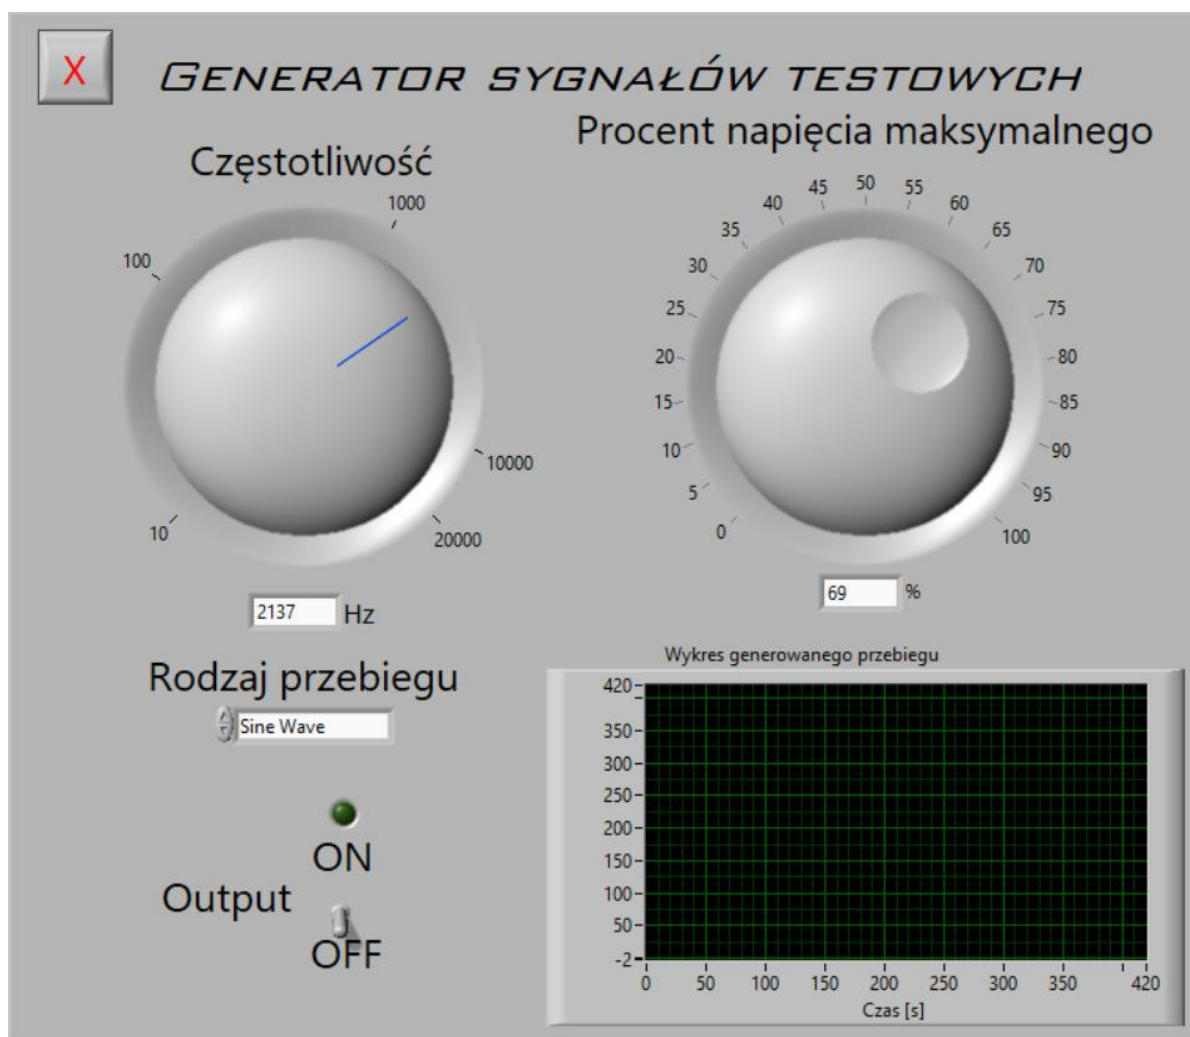 X
GENERATOR SYGNAŁÓW TESTOWYCH
Częstotliwość
10
100
1000
10000
20000
2137 Hz
Procent napięcia maksymalnego
0
5
10
15
20
25
30
35
40
45
50
55
60
65
70
75
80
85
90
95
100
69 %
Rodzaj przebiegu
Sine Wave
ON
Output
OFF
Wykres generowanego przebiegu
420
350
300
250
200
150
100
50
-2
0 50 100 150 200 250 300 350 420
Czas [s]